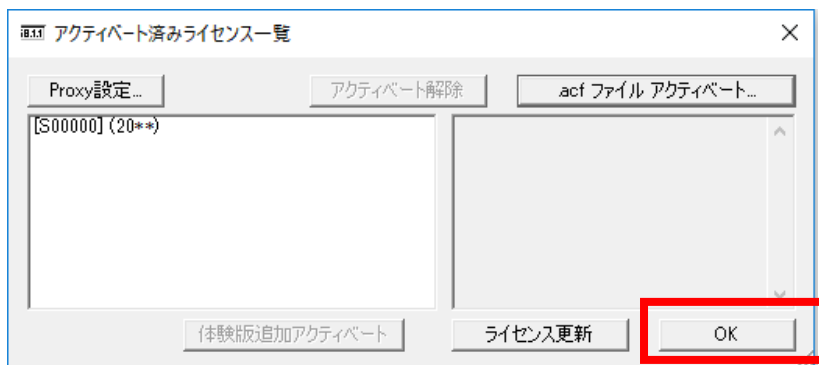 i8.1.1 アクティベート済みライセンス一覧
Proxy設定... アクティベート解除 .acf ファイル アクティベート...
[S00000] (20**)
体験版追加アクティベート ライセンス更新 OK